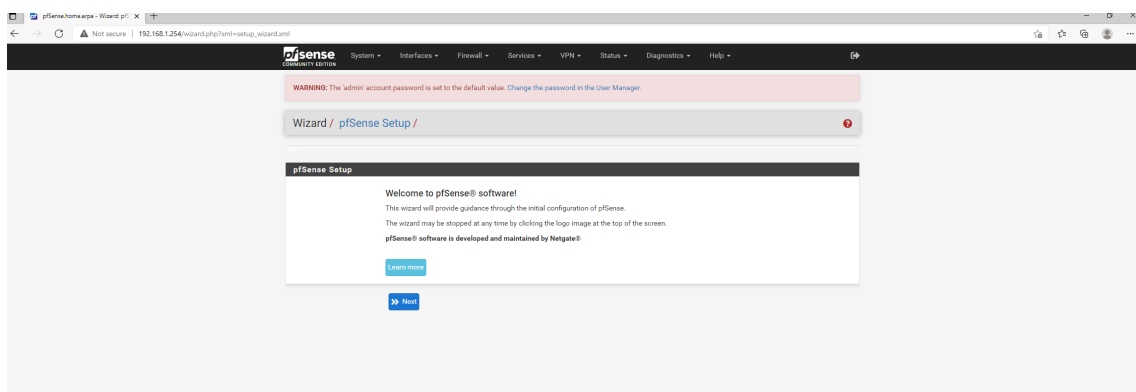 pfSense.home.arpa - Wizard: pfS
Not secure 192.168.1.254/wizard.php?xml=setup_wizard.xml
pfsense System Interfaces Firewall Services VPN Status Diagnostics Help
COMMUNITY EDITION
WARNING: The 'admin' account password is set to the default value. Change the password in the User Manager.
Wizard / pfSense Setup /
pfSense Setup
Welcome to pfSense® software!
This wizard will provide guidance through the initial configuration of pfSense.
The wizard may be stopped at any time by clicking the logo image at the top of the screen.
pfSense® software is developed and maintained by Netgate®
Learn more
Next